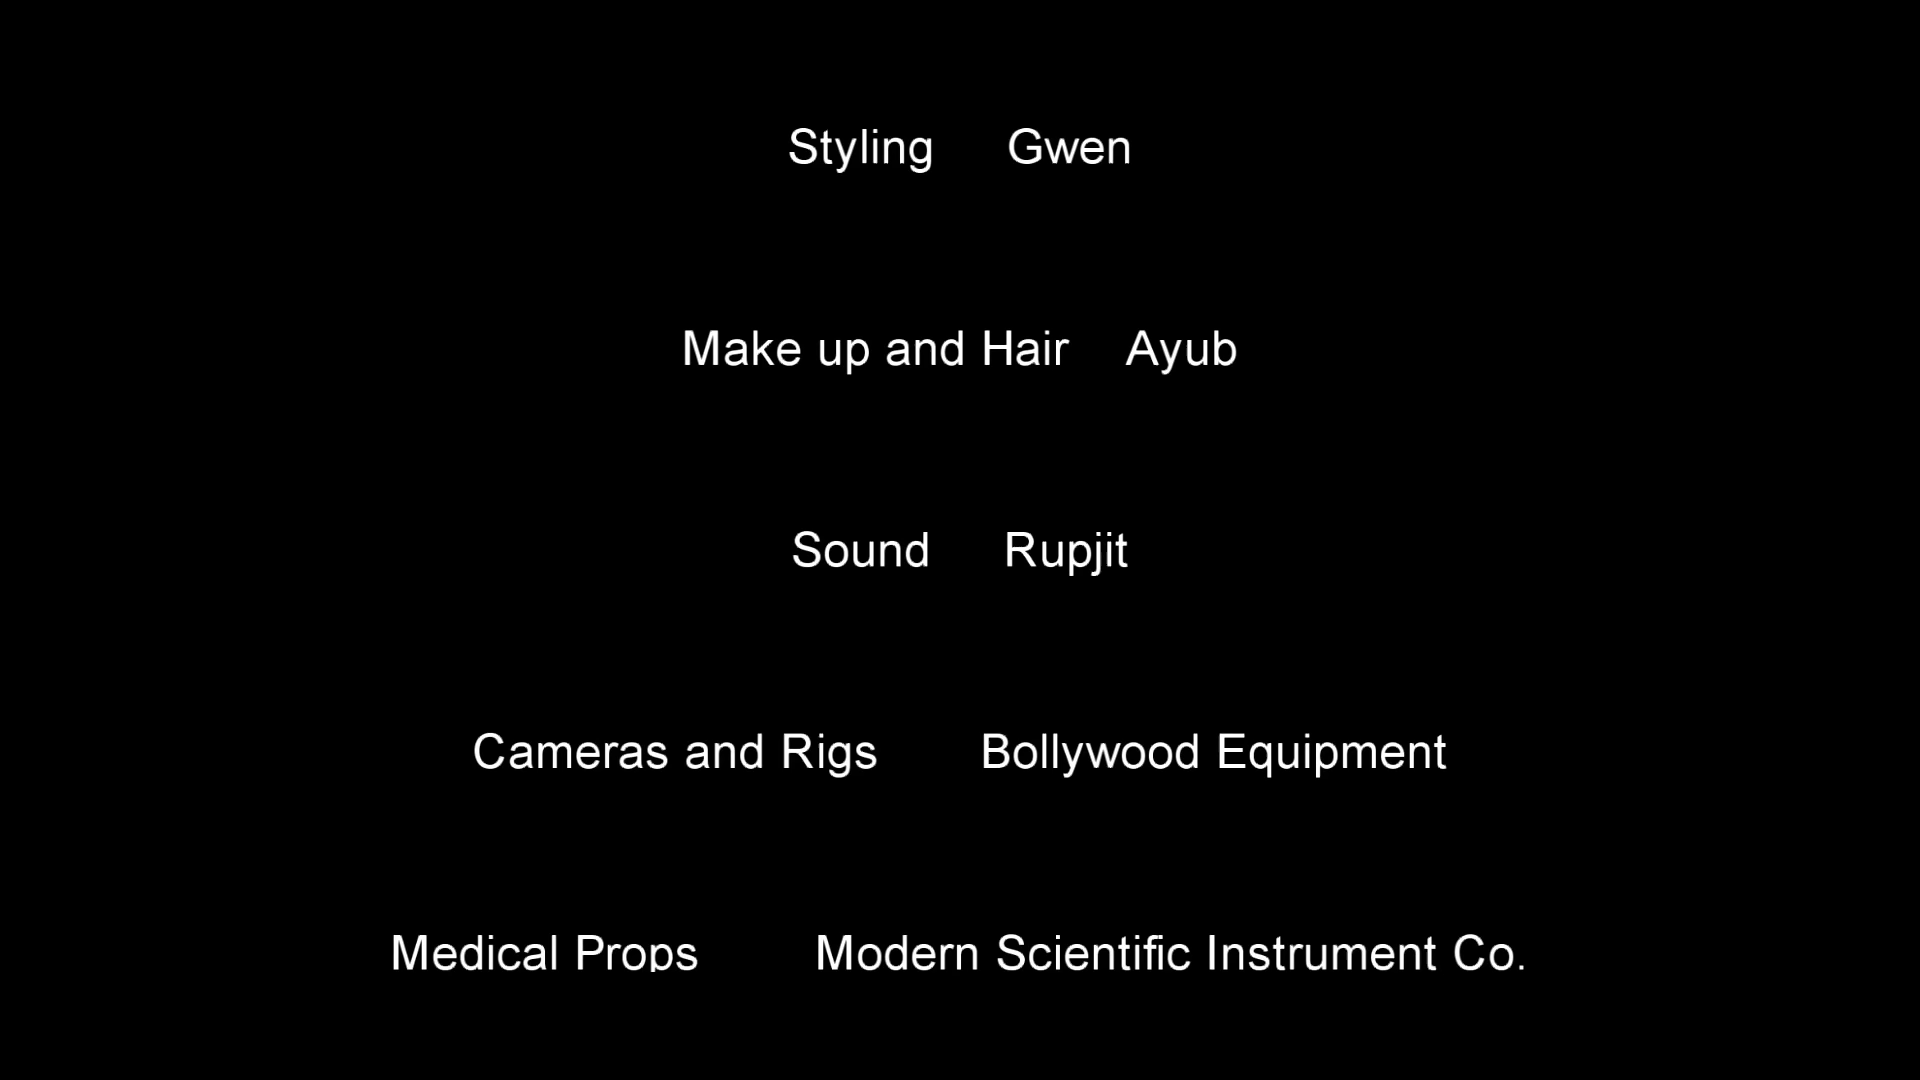 Styling Gwen
Make up and Hair Ayub
Sound Rupjit
Cameras and Rigs Bollywood Equipment
Medical Props Modern Scientific Instrument Co.